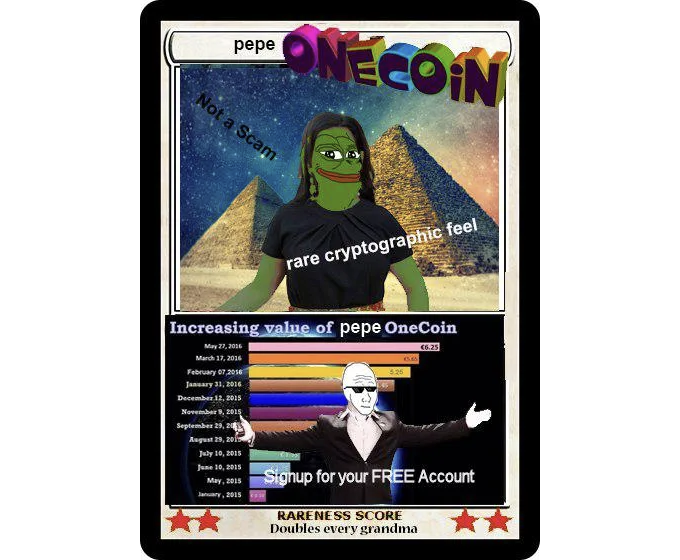 pepe ONECOiN
Not a Scam
rare cryptographic feel
Increasing value of pepe OneCoin
May 27, 2016 €6.25
March 17, 2016 €5.65
February 07, 2016 5.25
January 31, 2016
December 12, 2015
November 9, 2015
September 29,
August 29, 2015
July 10, 2015
June 10, 2015
May , 2015
January , 2015
Signup for your FREE Account
RARENESS SCORE
Doubles every grandma